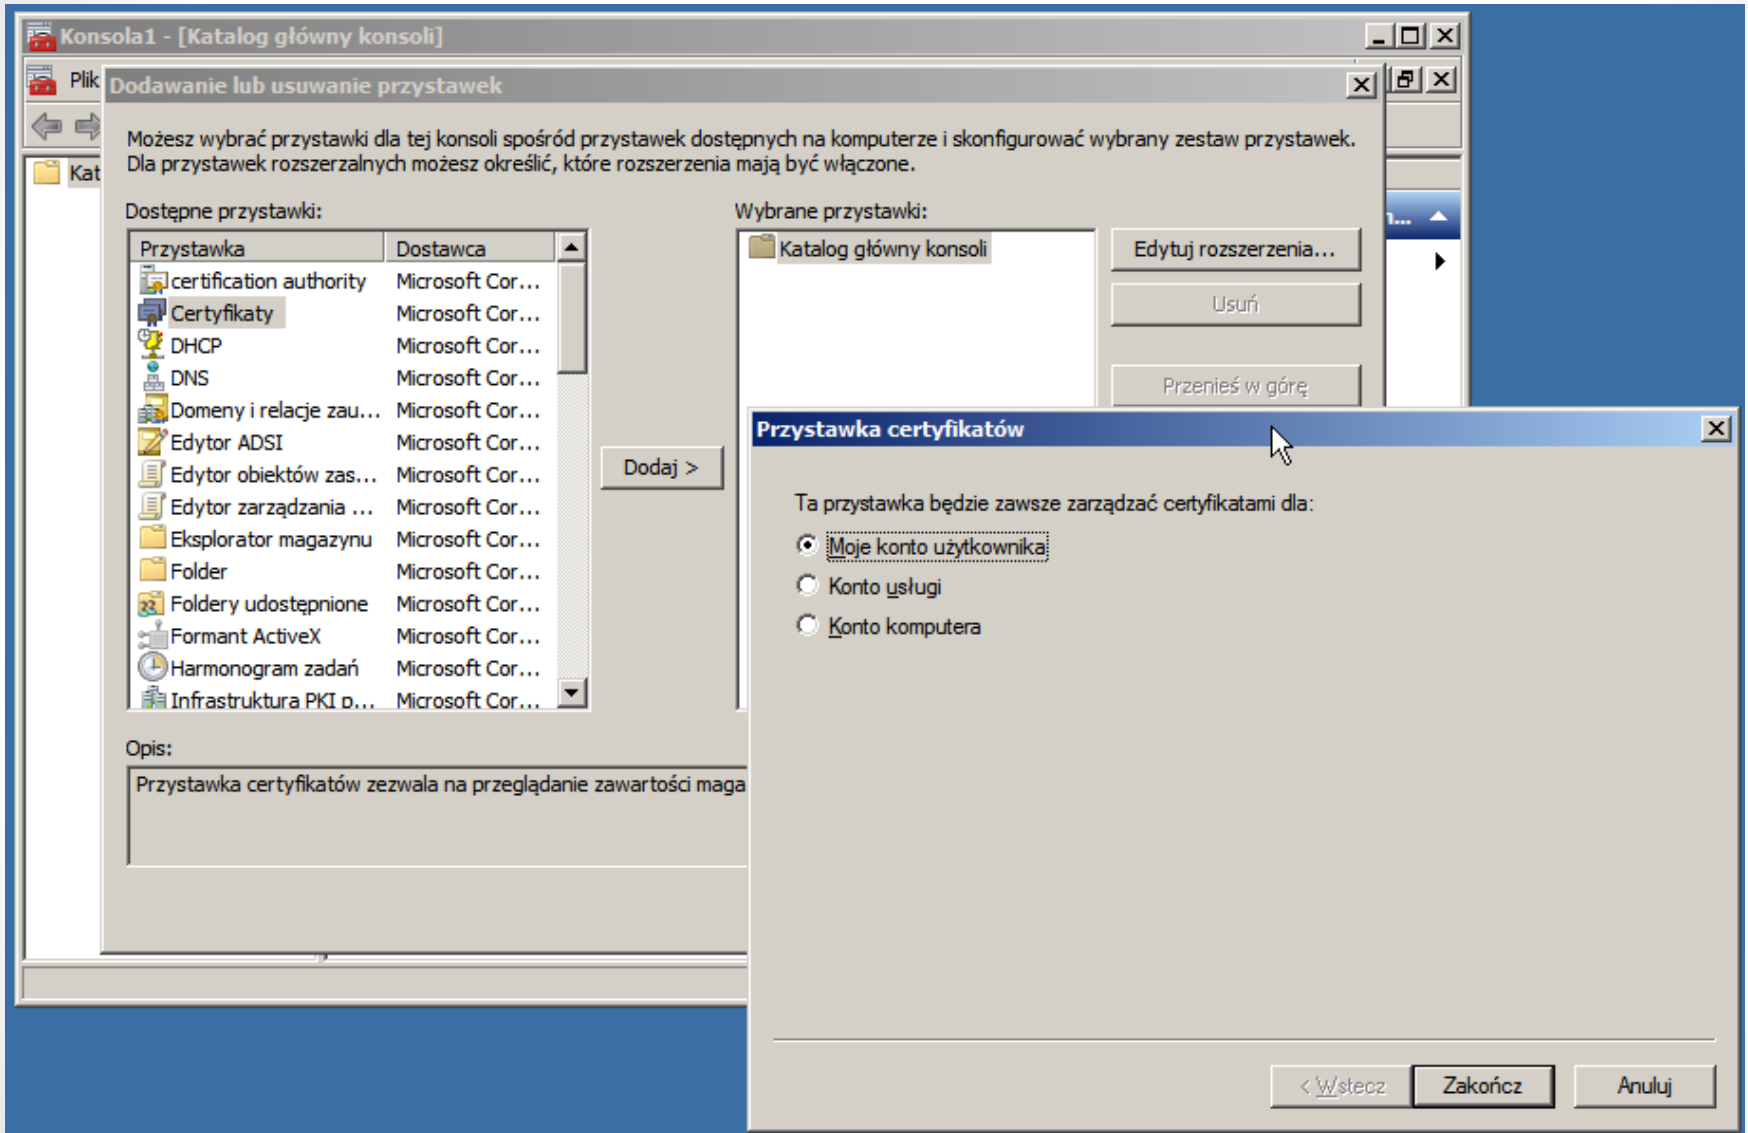 Konsola1 - [Katalog główny konsoli]
Plik
Dodawanie lub usuwanie przystawek
Możesz wybrać przystawki dla tej konsoli spośród przystawek dostępnych na komputerze i skonfigurować wybrany zestaw przystawek.
Dla przystawek rozszerzalnych możesz określić, które rozszerzenia mają być włączone.
Kat
Dostępne przystawki:
Wybrane przystawki:
Przystawka Dostawca
certification authority Microsoft Cor...
Certyfikaty Microsoft Cor...
DHCP Microsoft Cor...
DNS Microsoft Cor...
Domeny i relacje zau... Microsoft Cor...
Edytor ADSI Microsoft Cor...
Edytor obiektów zas... Microsoft Cor...
Edytor zarządzania ... Microsoft Cor...
Eksplorator magazynu Microsoft Cor...
Folder Microsoft Cor...
Foldery udostępnione Microsoft Cor...
Formant ActiveX Microsoft Cor...
Harmonogram zadań Microsoft Cor...
Infrastruktura PKI p... Microsoft Cor...
Dodaj >
Katalog główny konsoli
Edytuj rozszerzenia...
Usuń
Przenieś w górę
Opis:
Przystawka certyfikatów zezwala na przeglądanie zawartości maga
Przystawka certyfikatów
Ta przystawka będzie zawsze zarządzać certyfikatami dla:
Moje konto użytkownika
Konto usługi
Konto komputera
< Wstecz
Zakończ
Anuluj